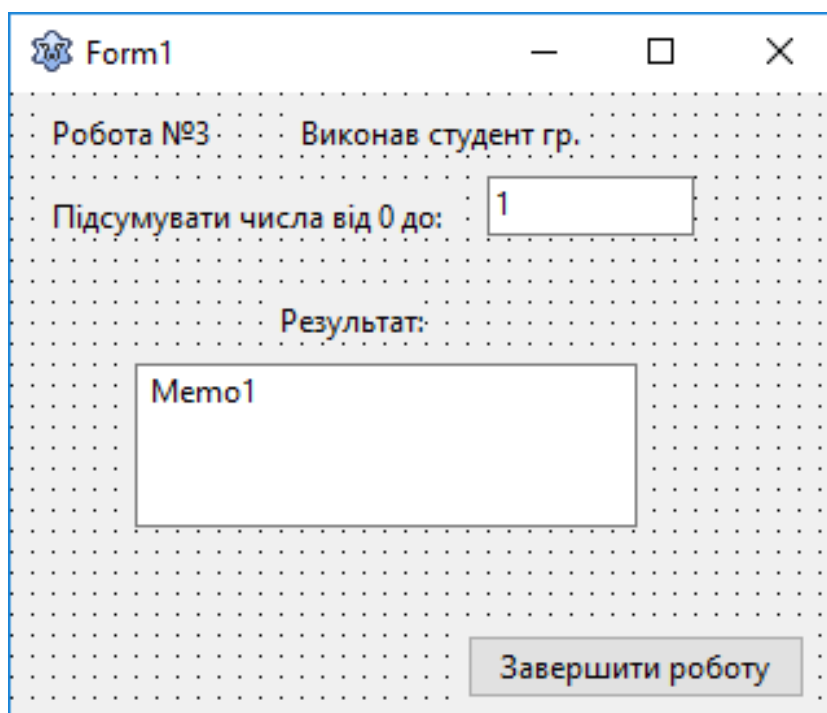 Form1
Робота №3 Виконав студент гр.
Підсумувати числа від 0 до: 1
Результат:
Memo1
Завершити роботу